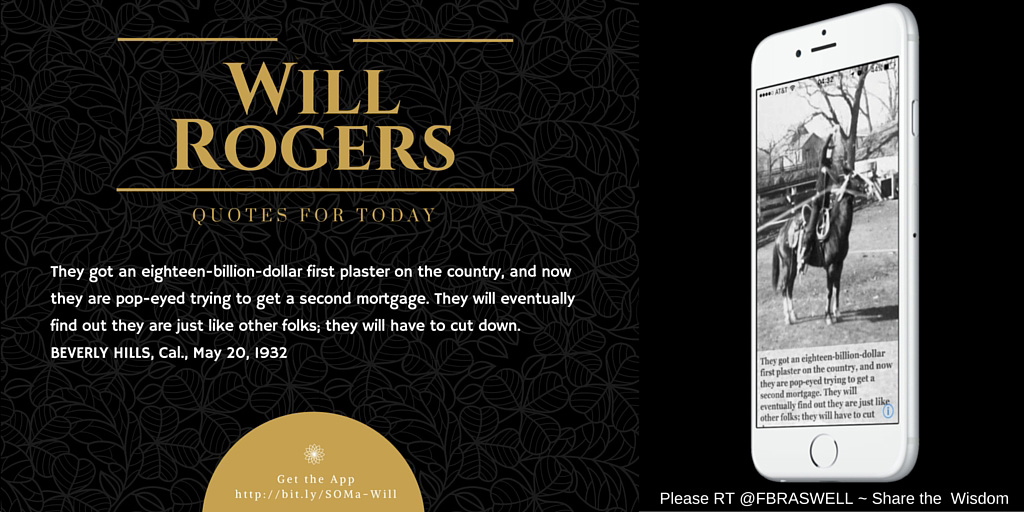 WILL
ROGERS
QUOTES FOR TODAY
They got an eighteen-billion-dollar first plaster on the country, and now
they are pop-eyed trying to get a second mortgage. They will eventually
find out they are just like other folks; they will have to cut down.
BEVERLY HILLS, Cal., May 20, 1932
Get the App
http://bit.ly/SOMa-Will
AT&T
04:32
They got an eighteen-billion-dollar
first plaster on the country, and now
they are pop-eyed trying to get a
second mortgage. They will
eventually find out they are just like
other folks; they will have to cut
Please RT @FBRASWELL ~ Share the Wisdom